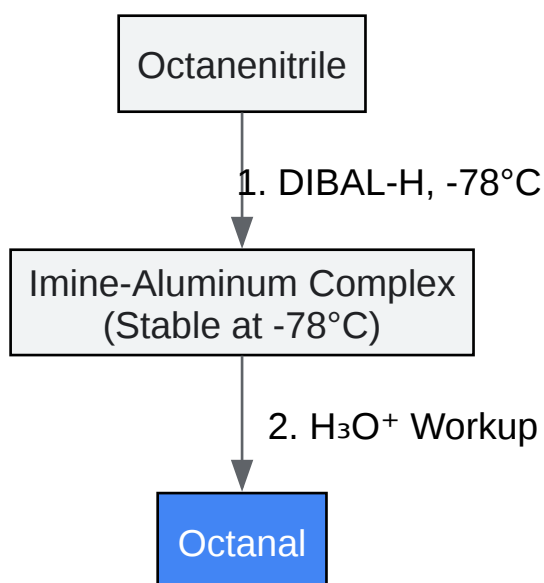 Octanenitrile
1. DIBAL-H, -78°C
Imine-Aluminum Complex
(Stable at -78°C)
2. H₃O⁺ Workup
Octanal